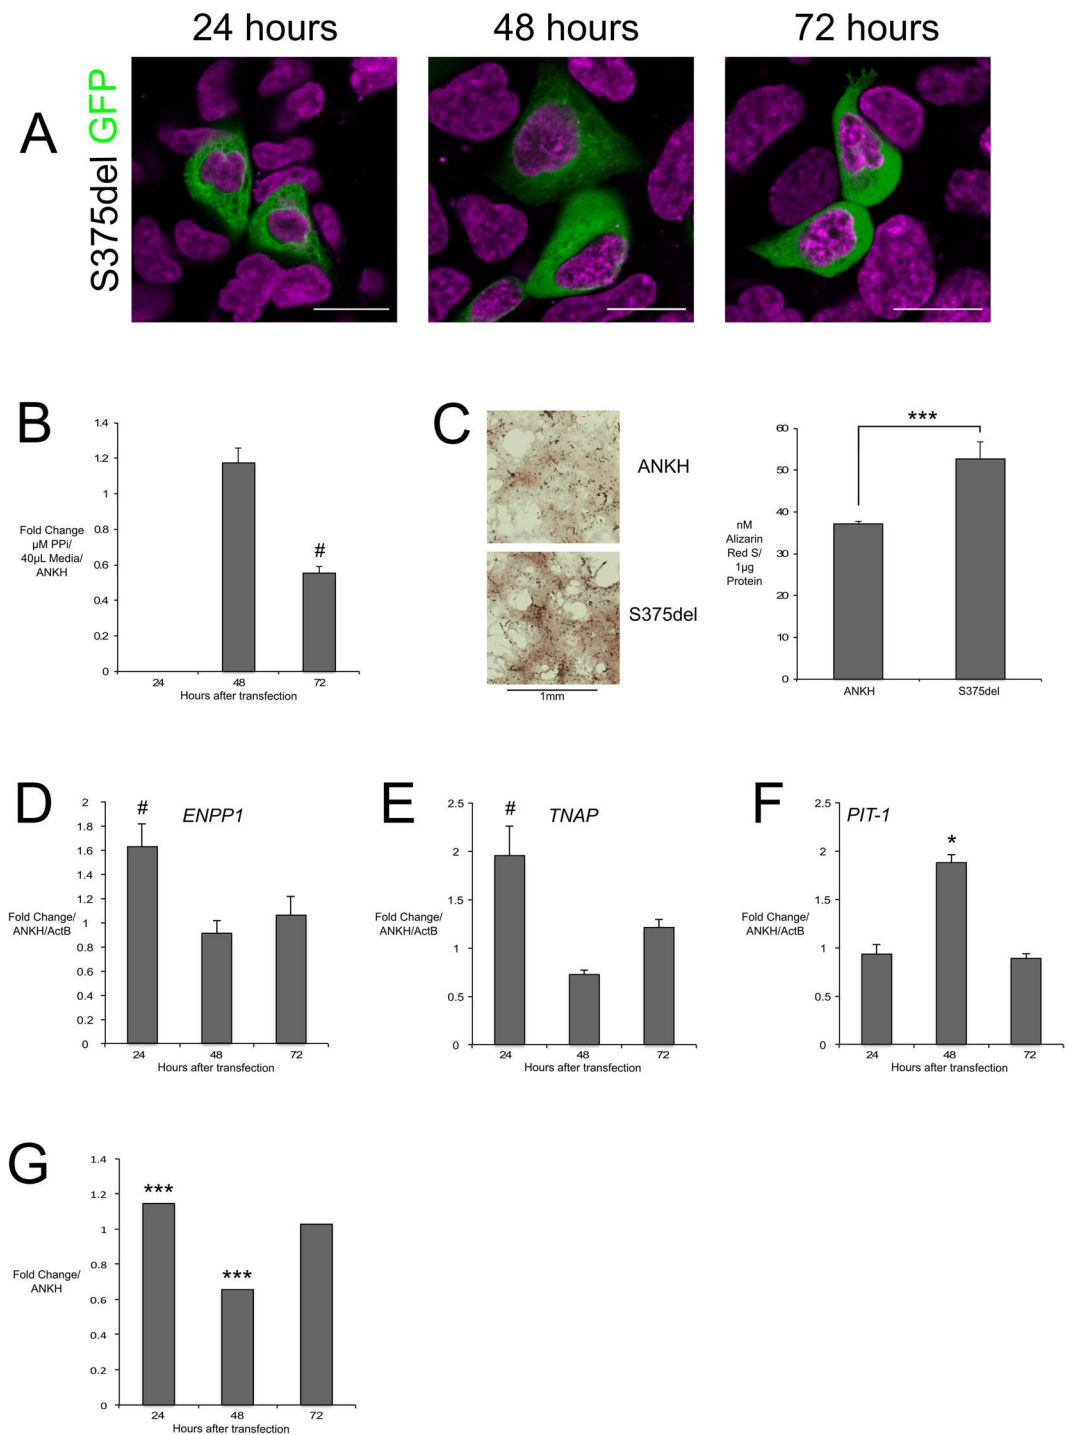 24 hours
48 hours
72 hours
A
S375del GFP
B
1.4
1.2
1
0.8
0.6
0.4
0.2
0
Fold Change
µM PPi/
40µL Media/
ANKH
#
24
48
72
Hours after transfection
C
ANKH
S375del
1mm
***
60
50
40
30
20
10
0
nM
Alizarin
Red S/
1µg
Protein
ANKH
S375del
D
ENPP1
#
2
1.8
1.6
1.4
1.2
1
0.8
0.6
0.4
0.2
0
Fold Change/
ANKH/ActB
24
48
72
Hours after transfection
E
TNAP
#
2.5
2
1.5
1
0.5
0
Fold Change/
ANKH/ActB
24
48
72
Hours after transfection
F
PIT-1
*
2.5
2
1.5
1
0.5
0
Fold Change/
ANKH/ActB
24
48
72
Hours after transfection
G
1.4
1.2
1
0.8
0.6
0.4
0.2
0
***
***
Fold Change/
ANKH
24
48
72
Hours after transfection